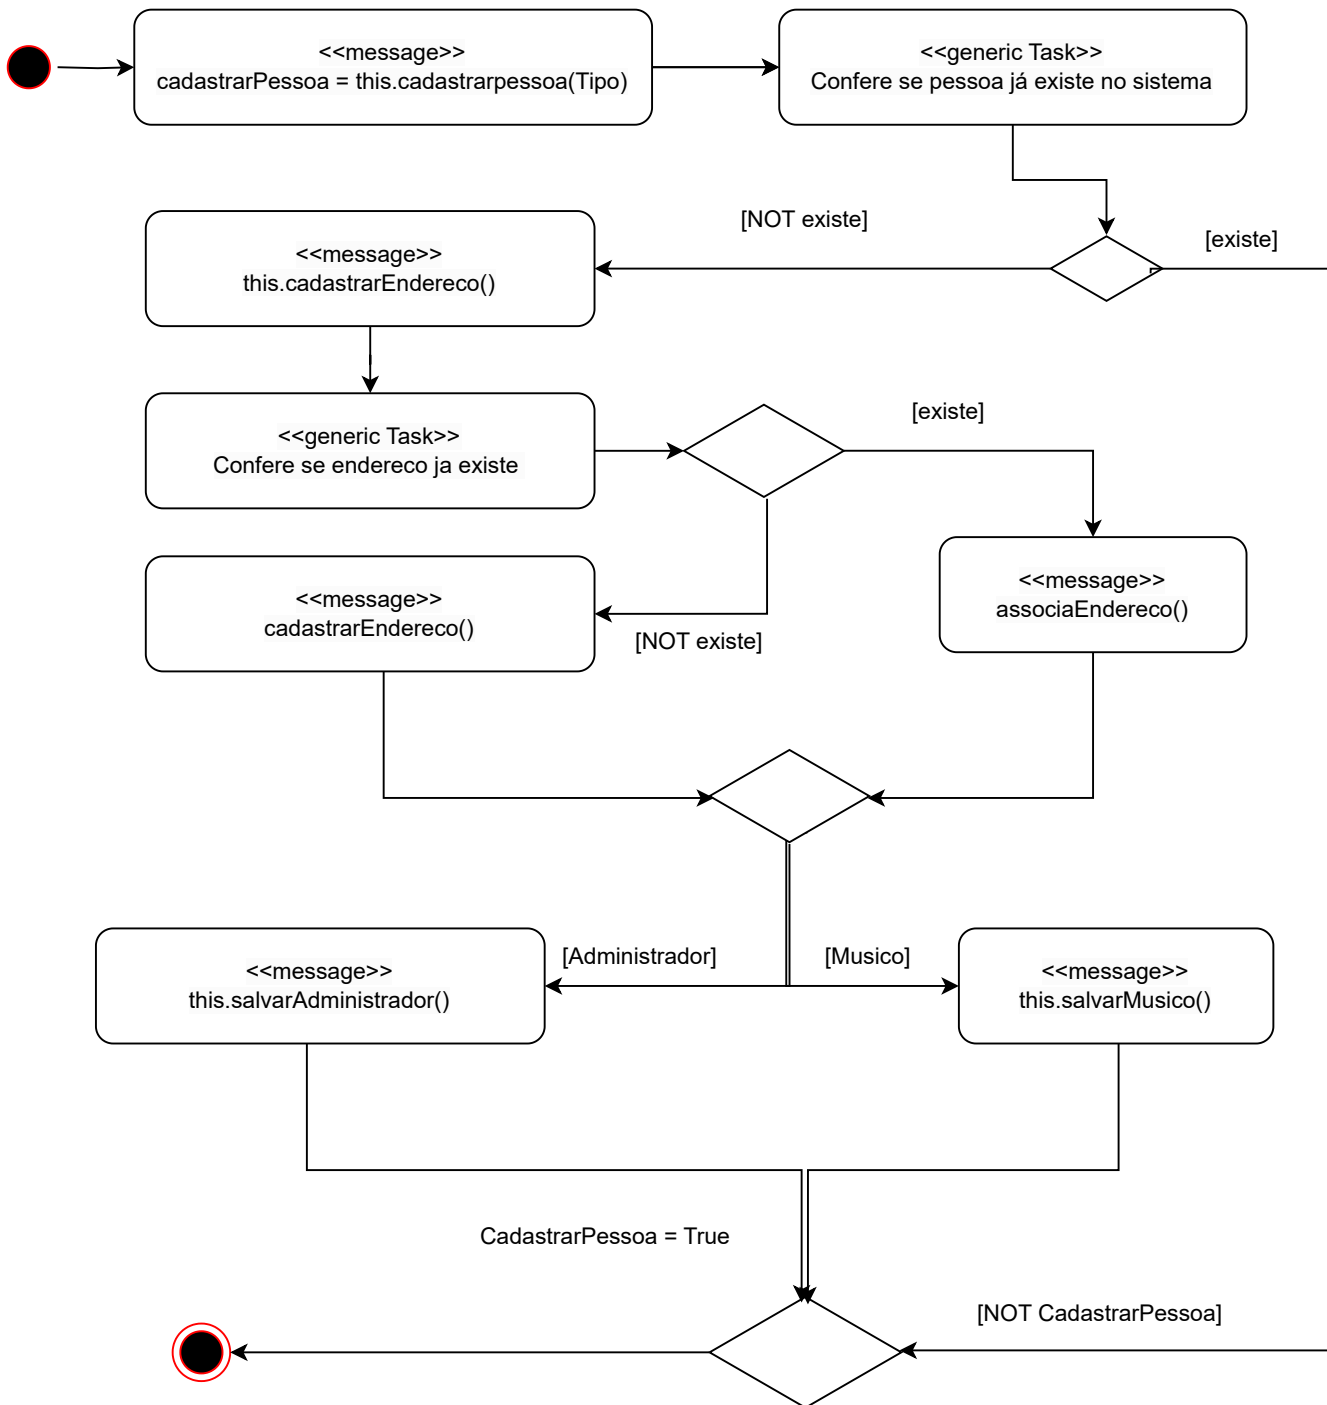 <<message>>
cadastrarPessoa = this.cadastrarpessoa(Tipo)
<<generic Task>>
Confere se pessoa já existe no sistema
[NOT existe]
[existe]
<<message>>
this.cadastrarEndereco()
<<generic Task>>
Confere se endereco ja existe
[existe]
<<message>>
cadastrarEndereco()
[NOT existe]
<<message>>
associaEndereco()
[Administrador]
[Musico]
<<message>>
this.salvarAdministrador()
<<message>>
this.salvarMusico()
CadastrarPessoa = True
[NOT CadastrarPessoa]